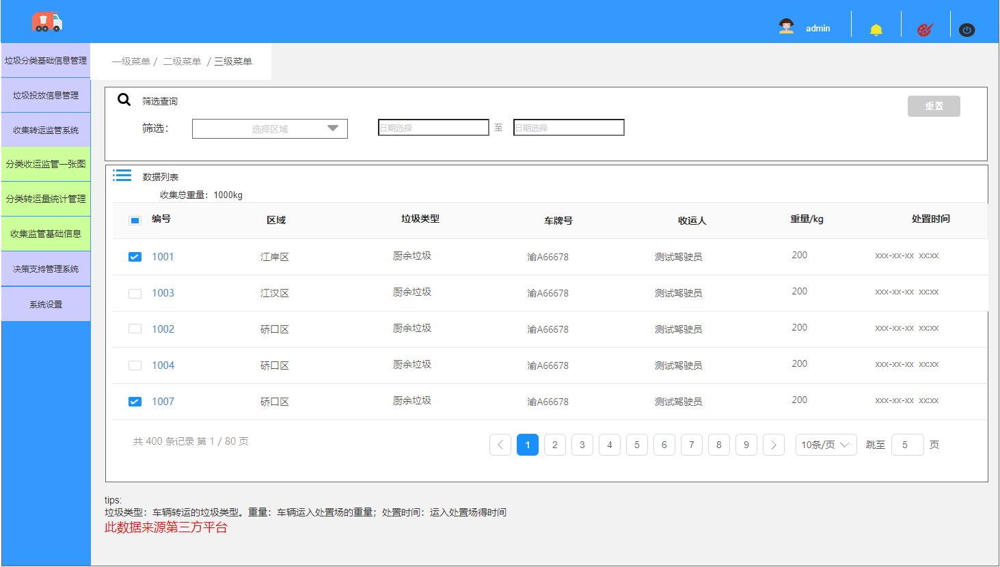 admin
垃圾分类基础信息管理
垃圾投放信息管理
收集转运监管系统
分类收运监管一张图
分类转运量统计管理
收集监管基础信息
决策支持管理系统
系统设置
一级菜单 / 二级菜单 / 三级菜单
筛选查询
重置
筛选：
选择区域
日期选择 至 日期选择
数据列表
收集总重量：1000kg
编号 区域 垃圾类型 车牌号 收运人 重量/kg 处置时间
1001 江岸区 厨余垃圾 渝A66678 测试驾驶员 200 xxx-xx-xx xx:xx
1003 江汉区 厨余垃圾 渝A66678 测试驾驶员 200 xxx-xx-xx xx:xx
1002 硚口区 厨余垃圾 渝A66678 测试驾驶员 200 xxx-xx-xx xx:xx
1004 硚口区 厨余垃圾 渝A66678 测试驾驶员 200 xxx-xx-xx xx:xx
1007 硚口区 厨余垃圾 渝A66678 测试驾驶员 200 xxx-xx-xx xx:xx
共 400 条记录 第 1 / 80 页
1 2 3 4 5 6 7 8 9 10条/页 跳至 5 页
tips:
垃圾类型：车辆转运的垃圾类型。重量：车辆运入处置场的重量；处置时间：运入处置场得时间
此数据来源第三方平台